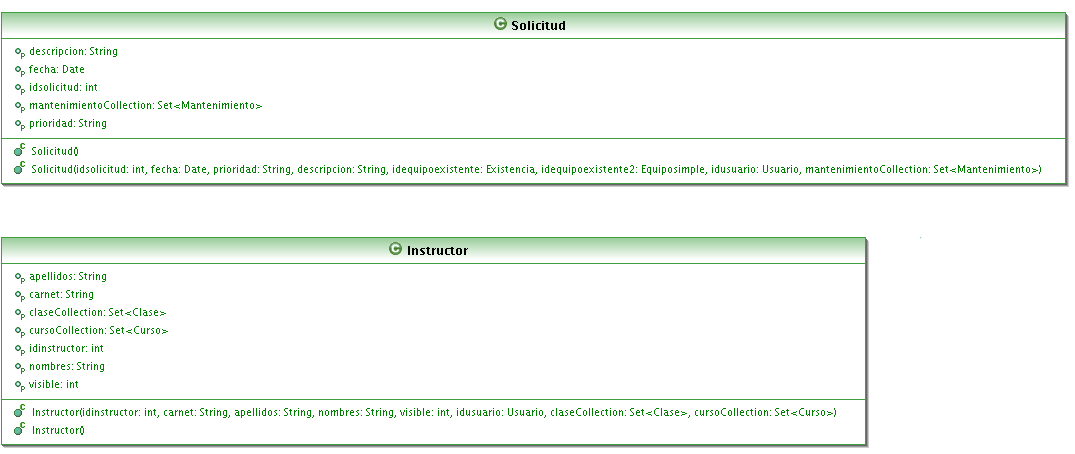 Solicitud
descripcion: String
fecha: Date
idsolicitud: int
mantenimientoCollection: Set<Mantenimiento>
prioridad: String
Solicitud()
Solicitud(idsolicitud: int, fecha: Date, prioridad: String, descripcion: String, idequipoexistente: Existencia, idequipoexistente2: Equiposimple, idusuario: Usuario, mantenimientoCollection: Set<Mantenimiento>)
Instructor
apellidos: String
carnet: String
claseCollection: Set<Clase>
cursoCollection: Set<Curso>
idinstructor: int
nombres: String
visible: int
Instructor(idinstructor: int, carnet: String, apellidos: String, nombres: String, visible: int, idusuario: Usuario, claseCollection: Set<Clase>, cursoCollection: Set<Curso>)
Instructor()